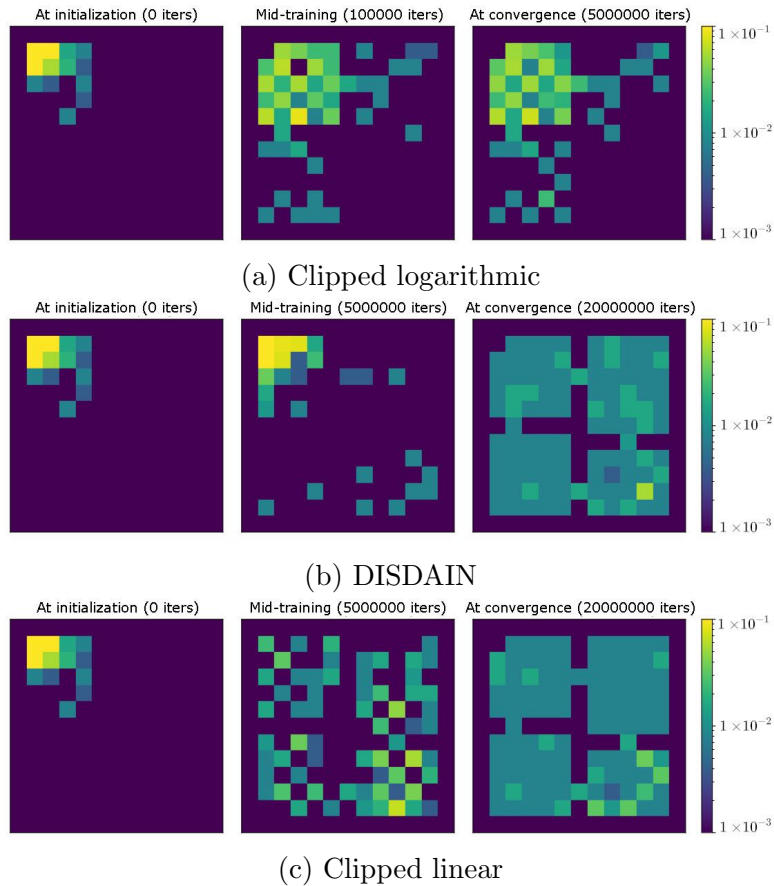 At initialization (0 iters) Mid-training (100000 iters) At convergence (5000000 iters)
1 ×10⁻¹
1 ×10⁻²
1 ×10⁻³
(a) Clipped logarithmic
At initialization (0 iters) Mid-training (5000000 iters) At convergence (20000000 iters)
1 ×10⁻¹
1 ×10⁻²
1 ×10⁻³
(b) DISDAIN
At initialization (0 iters) Mid-training (5000000 iters) At convergence (20000000 iters)
1 ×10⁻¹
1 ×10⁻²
1 ×10⁻³
(c) Clipped linear